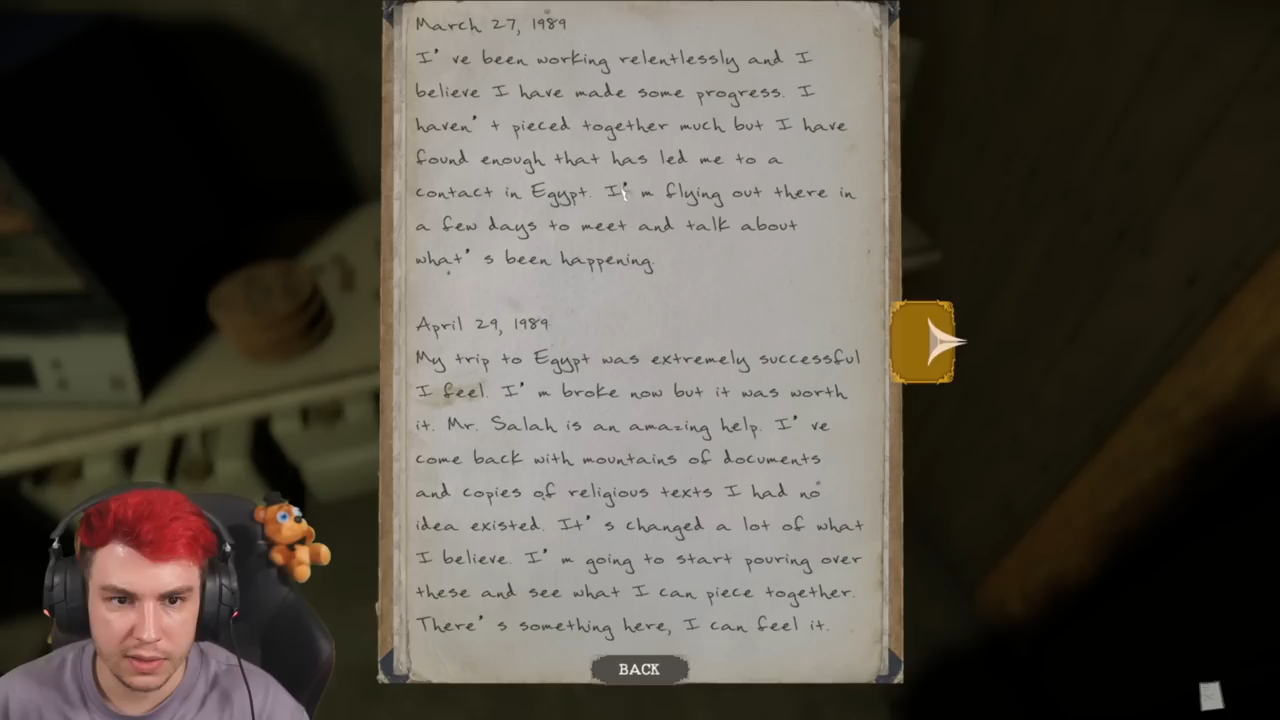 March 27, 1989
I' ve been working relentlessly and I
believe I have made some progress. I
haven' t pieced together much but I have
found enough that has led me to a
contact in Egypt. I' m flying out there in
a few days to meet and talk about
what' s been happening.
April 29, 1989
My trip to Egypt was extremely successful
I feel. I' m broke now but it was worth
it. Mr. Salah is an amazing help. I' ve
come back with mountains of documents
and copies of religious texts I had no
idea existed. It' s changed a lot of what
I believe. I' m going to start pouring over
these and see what I can piece together.
There' s something here, I can feel it.
BACK